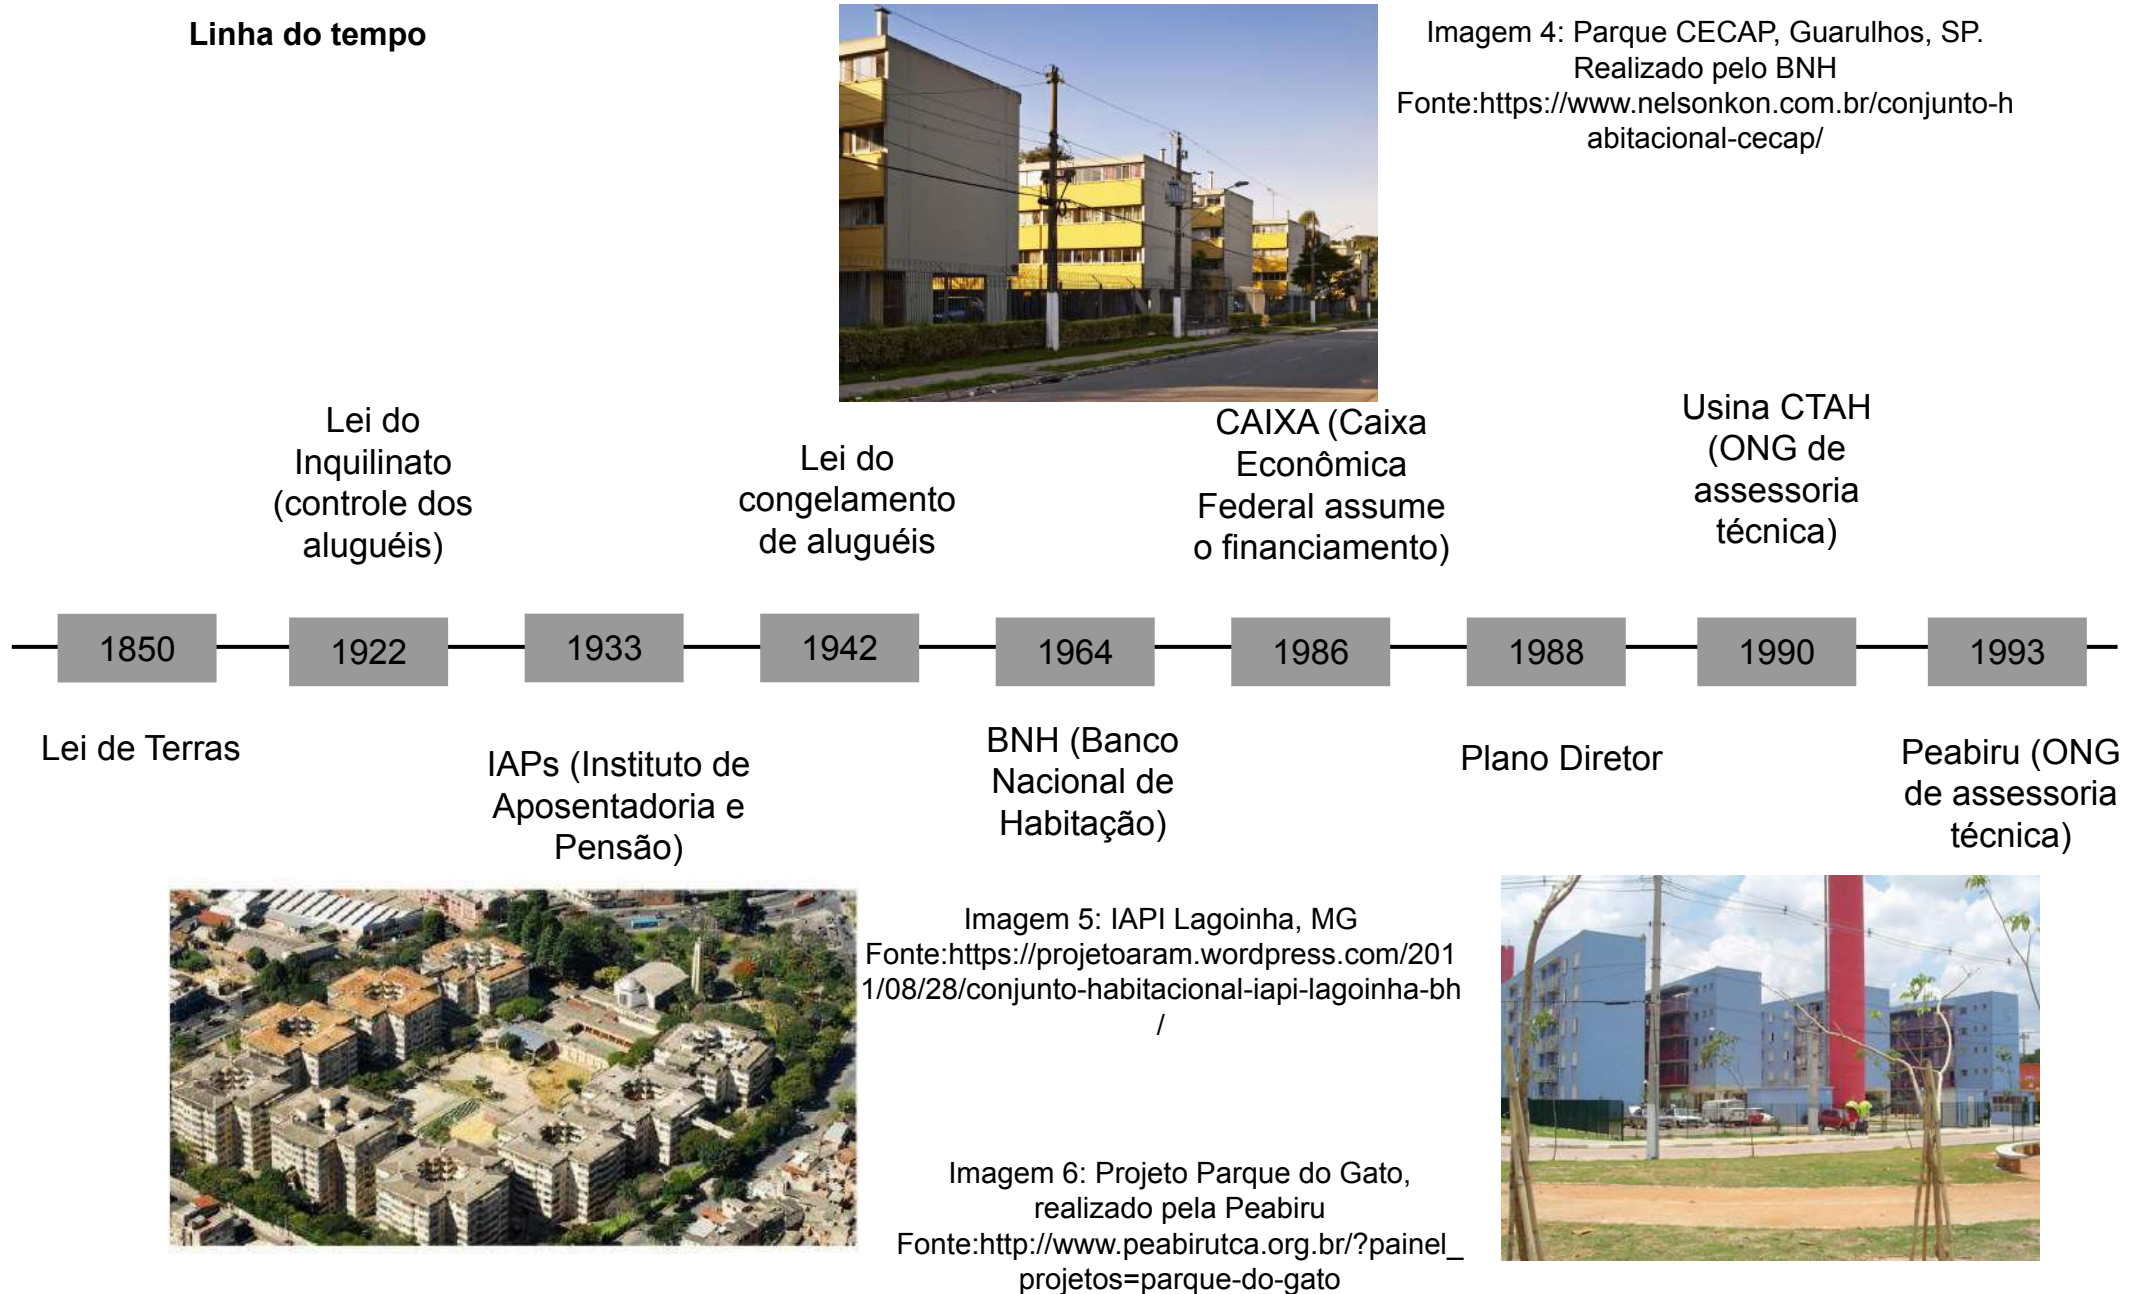 Linha do tempo
Imagem 4: Parque CECAP, Guarulhos, SP.
Realizado pelo BNH
Fonte:https://www.nelsonkon.com.br/conjunto-h
abitacional-cecap/
Lei do
Inquilinato
(controle dos
aluguéis)
Lei do
congelamento
de aluguéis
CAIXA (Caixa
Econômica
Federal assume
o financiamento)
Usina CTAH
(ONG de
assessoria
técnica)
1850
1922
1933
1942
1964
1986
1988
1990
1993
Lei de Terras
IAPs (Instituto de
Aposentadoria e
Pensão)
BNH (Banco
Nacional de
Habitação)
Plano Diretor
Peabiru (ONG
de assessoria
técnica)
Imagem 5: IAPI Lagoinha, MG
Fonte:https://projetoaram.wordpress.com/201
1/08/28/conjunto-habitacional-iapi-lagoinha-bh
/
Imagem 6: Projeto Parque do Gato,
realizado pela Peabiru
Fonte:http://www.peabirutca.org.br/?painel_
projetos=parque-do-gato